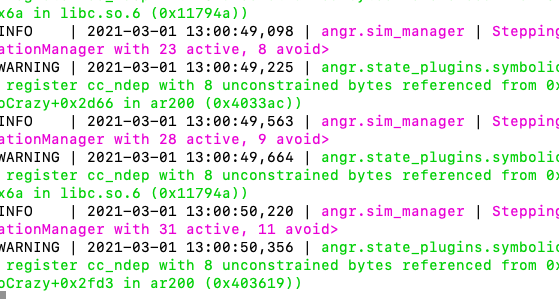 x6a in libc.so.6 (0x11794a))
INFO | 2021-03-01 13:00:49,098 | angr.sim_manager | Stepping
ationManager with 23 active, 8 avoid>
WARNING | 2021-03-01 13:00:49,225 | angr.state_plugins.symbolic
register cc_ndep with 8 unconstrained bytes referenced from 0x
oCrazy+0x2d66 in ar200 (0x4033ac))
INFO | 2021-03-01 13:00:49,563 | angr.sim_manager | Stepping
ationManager with 28 active, 9 avoid>
WARNING | 2021-03-01 13:00:49,664 | angr.state_plugins.symbolic
register cc_ndep with 8 unconstrained bytes referenced from 0x
x6a in libc.so.6 (0x11794a))
INFO | 2021-03-01 13:00:50,220 | angr.sim_manager | Stepping
ationManager with 31 active, 11 avoid>
WARNING | 2021-03-01 13:00:50,356 | angr.state_plugins.symbolic
register cc_ndep with 8 unconstrained bytes referenced from 0x
oCrazy+0x2fd3 in ar200 (0x403619))